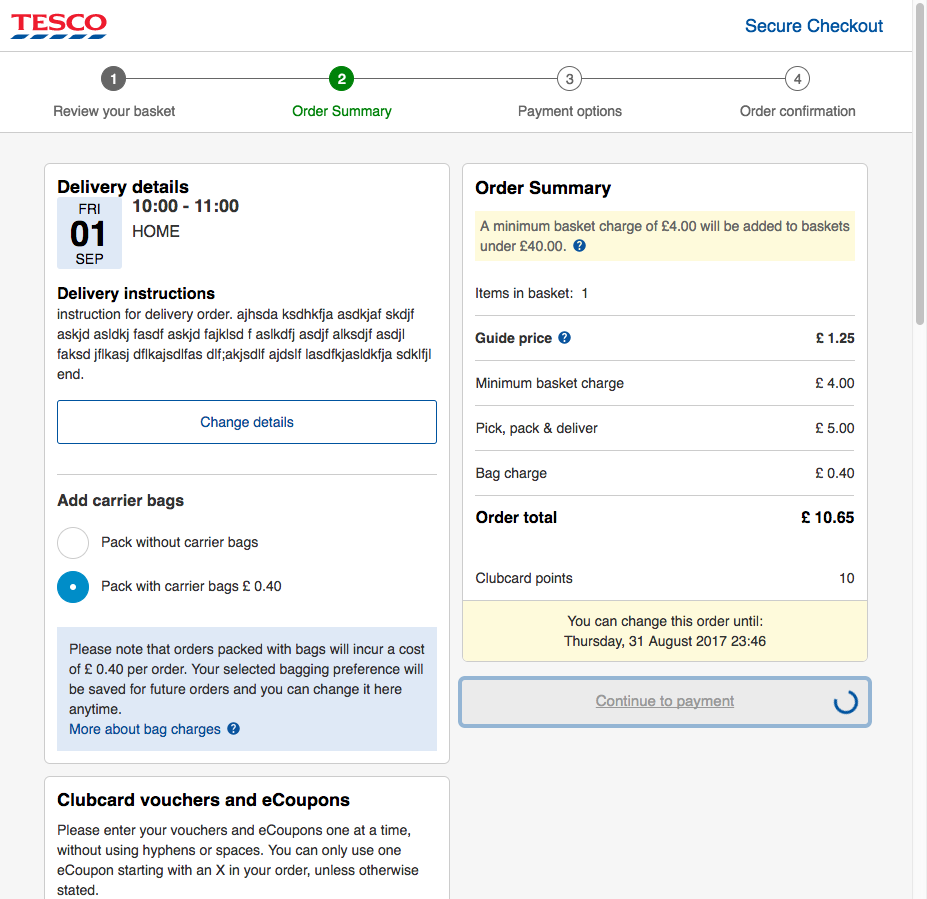 TESCO
Secure Checkout
1
2
3
4
Review your basket
Order Summary
Payment options
Order confirmation
Delivery details
FRI
01
SEP
10:00 - 11:00
HOME
Delivery instructions
instruction for delivery order. ajhsda ksdhkfja asdkjaf skdjf
askjd asldkj fasdf askjd fajklsd f aslkdfj asdjf alksdjf asdjl
faksd jflkasj dflkajsdlfas dlf;akjsdlf ajdslf lasdfkjasldkfja sdklfjl
end.
Change details
Add carrier bags
Pack without carrier bags
Pack with carrier bags £ 0.40
Please note that orders packed with bags will incur a cost
of £ 0.40 per order. Your selected bagging preference will
be saved for future orders and you can change it here
anytime.
More about bag charges ?
Clubcard vouchers and eCoupons
Please enter your vouchers and eCoupons one at a time,
without using hyphens or spaces. You can only use one
eCoupon starting with an X in your order, unless otherwise
stated.
Order Summary
A minimum basket charge of £4.00 will be added to baskets
under £40.00. ?
Items in basket: 1
Guide price ? £ 1.25
Minimum basket charge £ 4.00
Pick, pack & deliver £ 5.00
Bag charge £ 0.40
Order total £ 10.65
Clubcard points 10
You can change this order until:
Thursday, 31 August 2017 23:46
Continue to payment